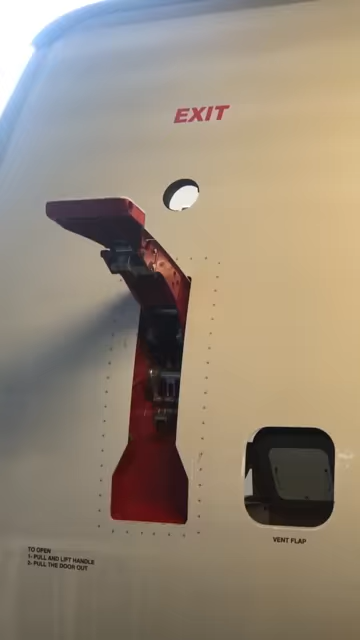 EXIT
VENT FLAP
TO OPEN
1- PULL AND LIFT HANDLE
2- PULL THE DOOR OUT